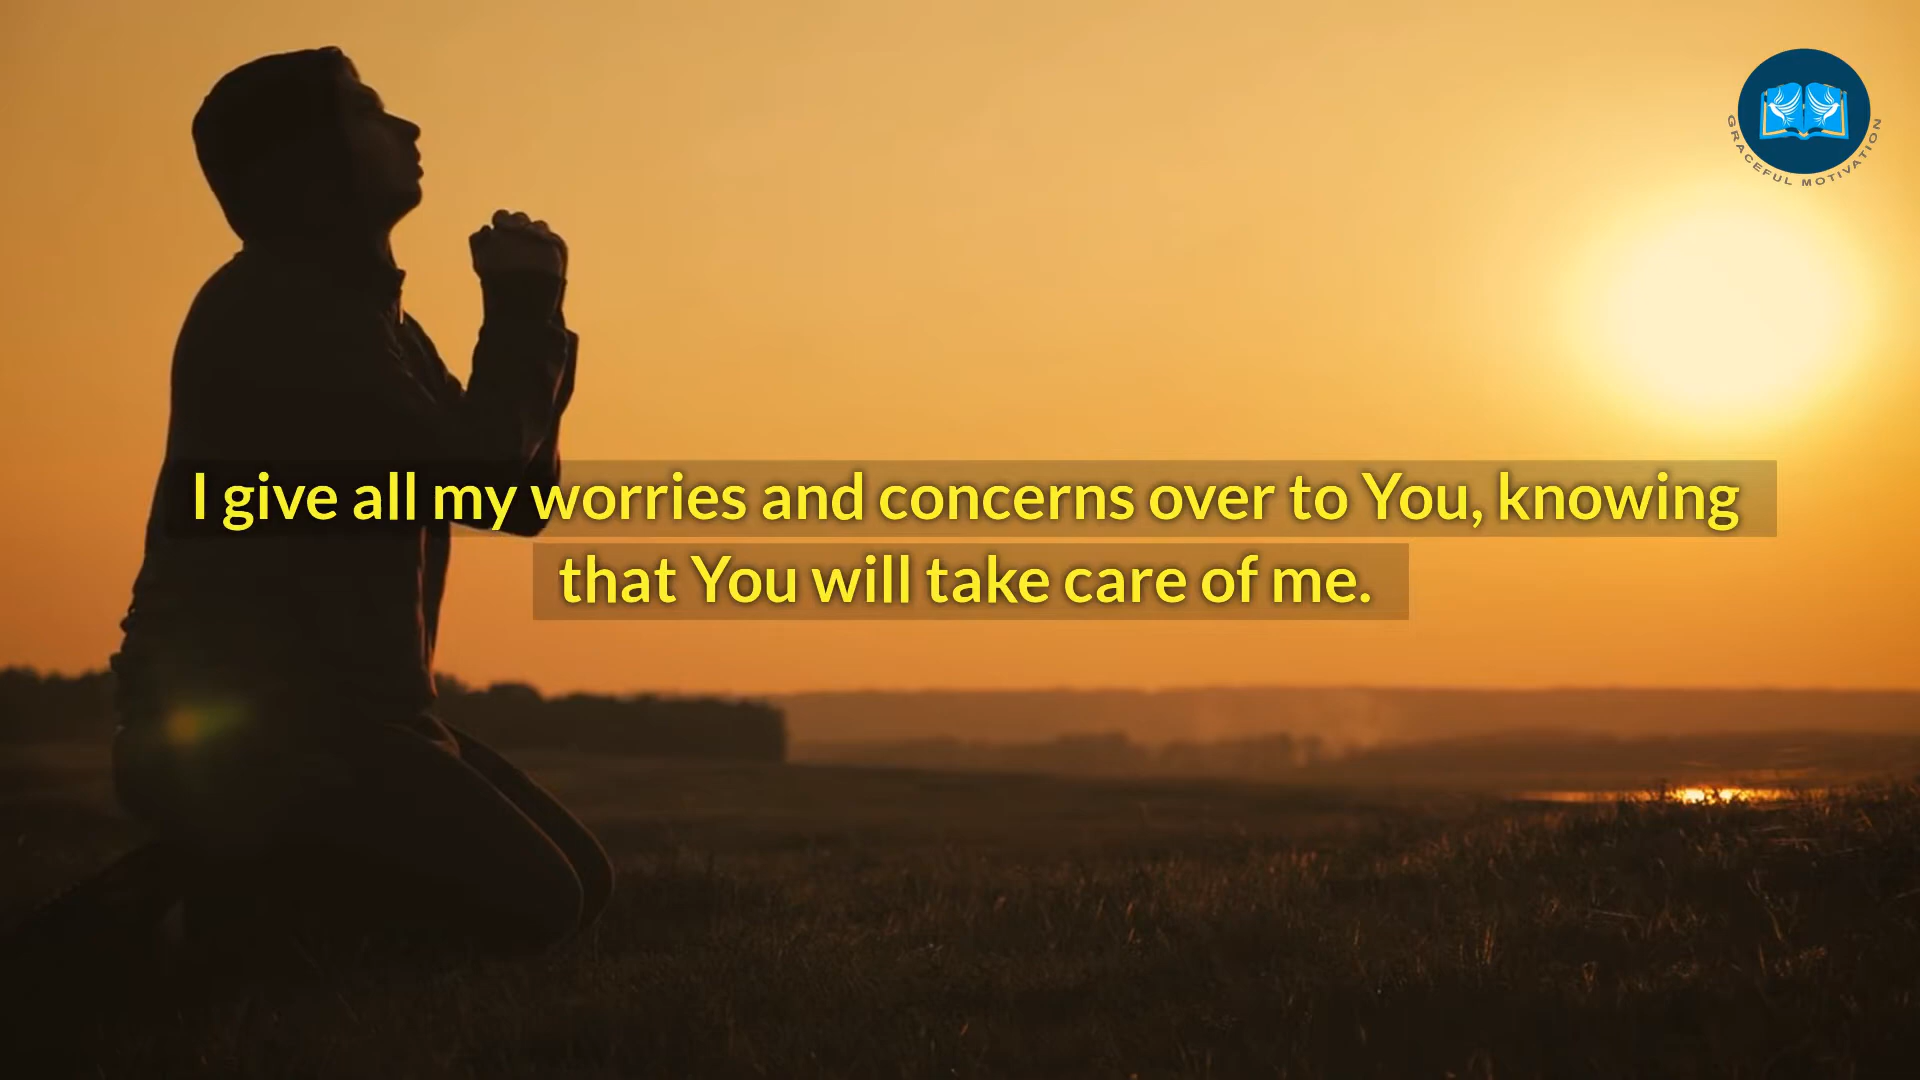 GRACEFUL MOTIVATION
I give all my worries and concerns over to You, knowing
that You will take care of me.